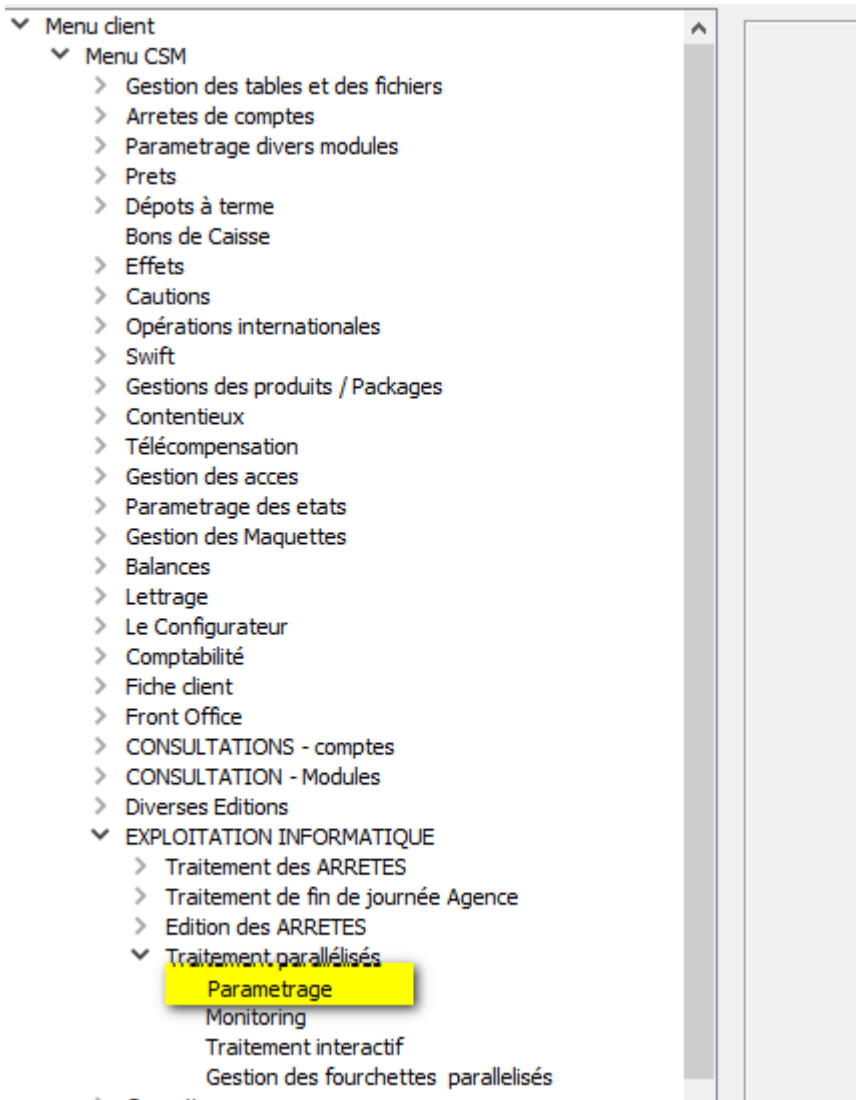 Menu client
Menu CSM
Gestion des tables et des fichiers
Arretes de comptes
Parametrage divers modules
Prets
Dépots à terme
Bons de Caisse
Effets
Cautions
Opérations internationales
Swift
Gestions des produits / Packages
Contentieux
Télécompensation
Gestion des acces
Parametrage des etats
Gestion des Maquettes
Balances
Lettrage
Le Configurateur
Comptabilité
Fiche client
Front Office
CONSULTATIONS - comptes
CONSULTATION - Modules
Diverses Editions
EXPLOITATION INFORMATIQUE
Traitement des ARRETES
Traitement de fin de journée Agence
Edition des ARRETES
Traitement parallélisés
Parametrage
Monitoring
Traitement interactif
Gestion des fourchettes parallelisés